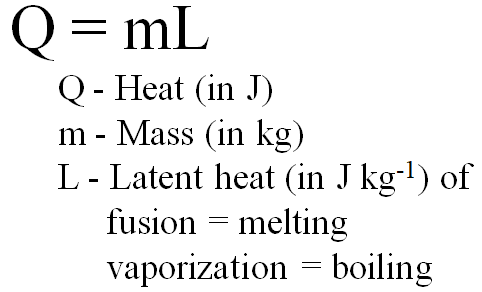 Q = mL
Q - Heat (in J)
m - Mass (in kg)
L - Latent heat (in J kg⁻¹) of
fusion = melting
vaporization = boiling